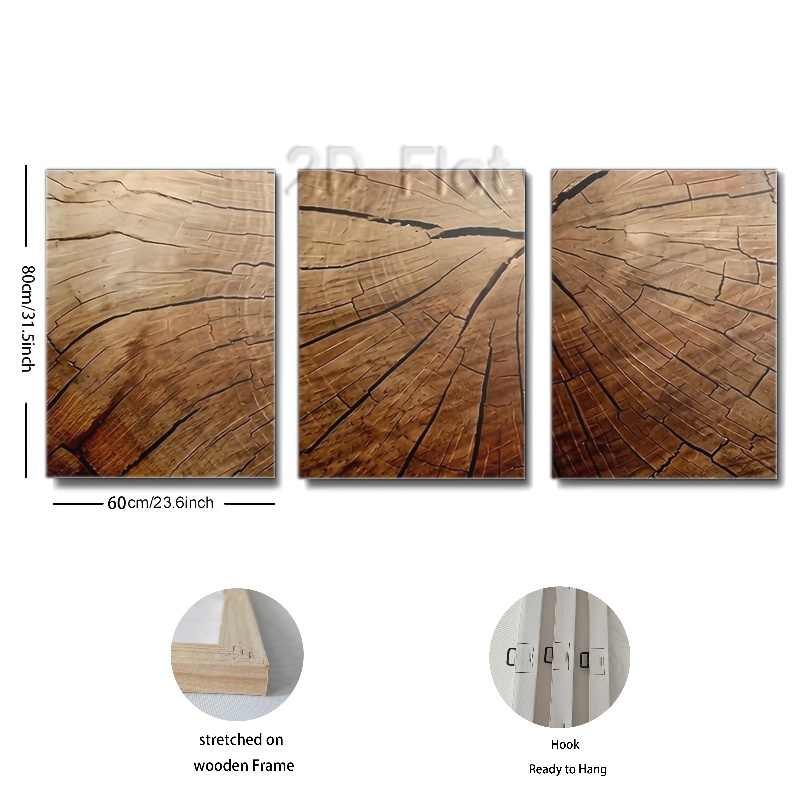 2D Flat
80cm/31.5inch
60cm/23.6inch
stretched on
wooden Frame
Hook
Ready to Hang